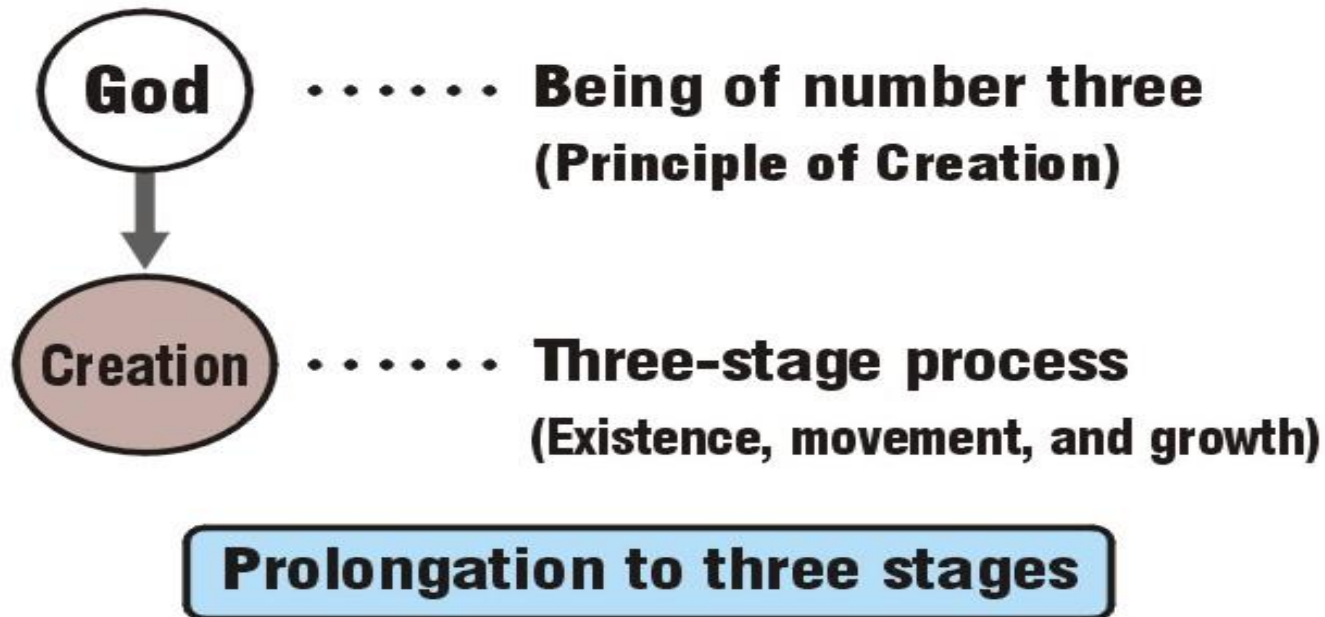 God ······ Being of number three
(Principle of Creation)
Creation ······ Three-stage process
(Existence, movement, and growth)
Prolongation to three stages